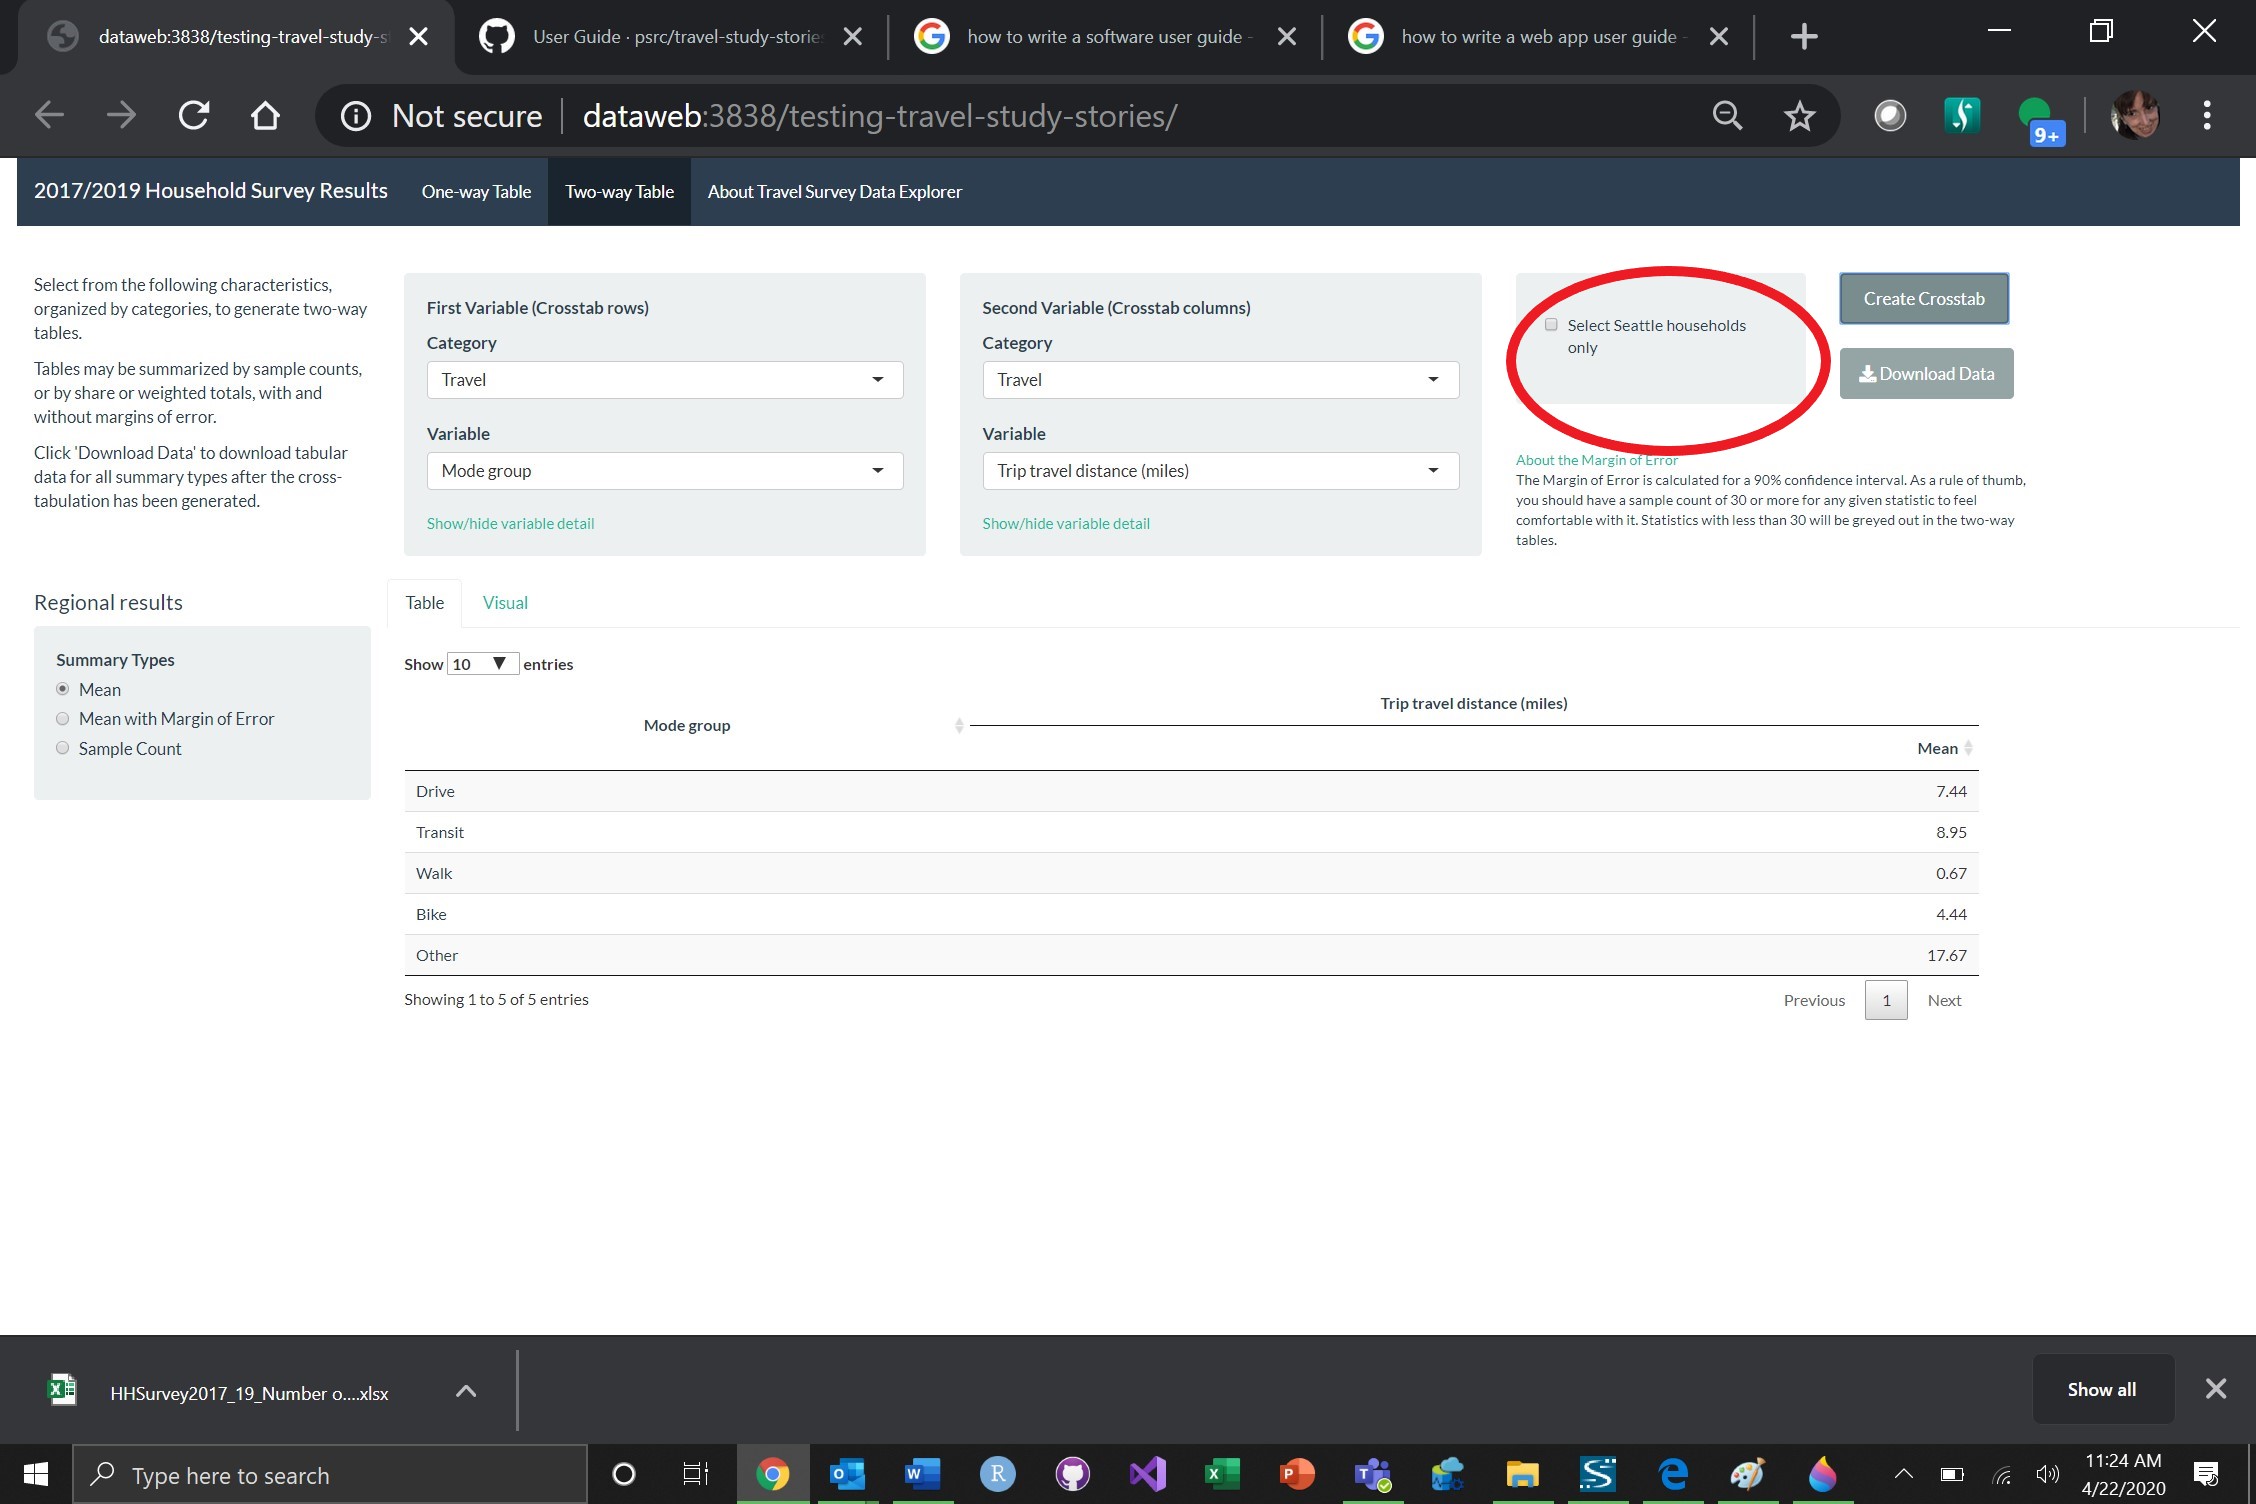 dataweb:3838/testing-travel-study-s
User Guide · psrc/travel-study-storie
how to write a software user guide -
how to write a web app user guide -
Not secure
dataweb:3838/testing-travel-study-stories/
9+
2017/2019 Household Survey Results
One-way Table
Two-way Table
About Travel Survey Data Explorer
Select from the following characteristics,
organized by categories, to generate two-way
tables.
Tables may be summarized by sample counts,
or by share or weighted totals, with and
without margins of error.
Click 'Download Data' to download tabular
data for all summary types after the cross-
tabulation has been generated.
First Variable (Crosstab rows)
Category
Travel
Variable
Mode group
Show/hide variable detail
Second Variable (Crosstab columns)
Category
Travel
Variable
Trip travel distance (miles)
Show/hide variable detail
Select Seattle households
only
Create Crosstab
Download Data
About the Margin of Error
The Margin of Error is calculated for a 90% confidence interval. As a rule of thumb,
you should have a sample count of 30 or more for any given statistic to feel
comfortable with it. Statistics with less than 30 will be greyed out in the two-way
tables.
Regional results
Summary Types
Mean
Mean with Margin of Error
Sample Count
Table
Visual
Show 10 entries
Trip travel distance (miles)
Mode group
Mean
Drive 7.44
Transit 8.95
Walk 0.67
Bike 4.44
Other 17.67
Showing 1 to 5 of 5 entries
Previous 1 Next
HHSurvey2017_19_Number o....xlsx
Show all
Type here to search
11:24 AM
4/22/2020